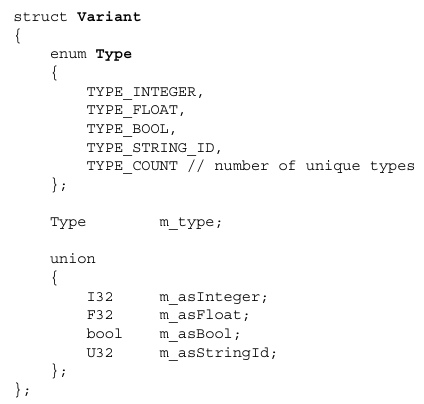 struct Variant
{
    enum Type
    {
        TYPE_INTEGER,
        TYPE_FLOAT,
        TYPE_BOOL,
        TYPE_STRING_ID,
        TYPE_COUNT // number of unique types
    };

    Type        m_type;

    union
    {
        I32     m_asInteger;
        F32     m_asFloat;
        bool    m_asBool;
        U32     m_asStringId;
    };
};